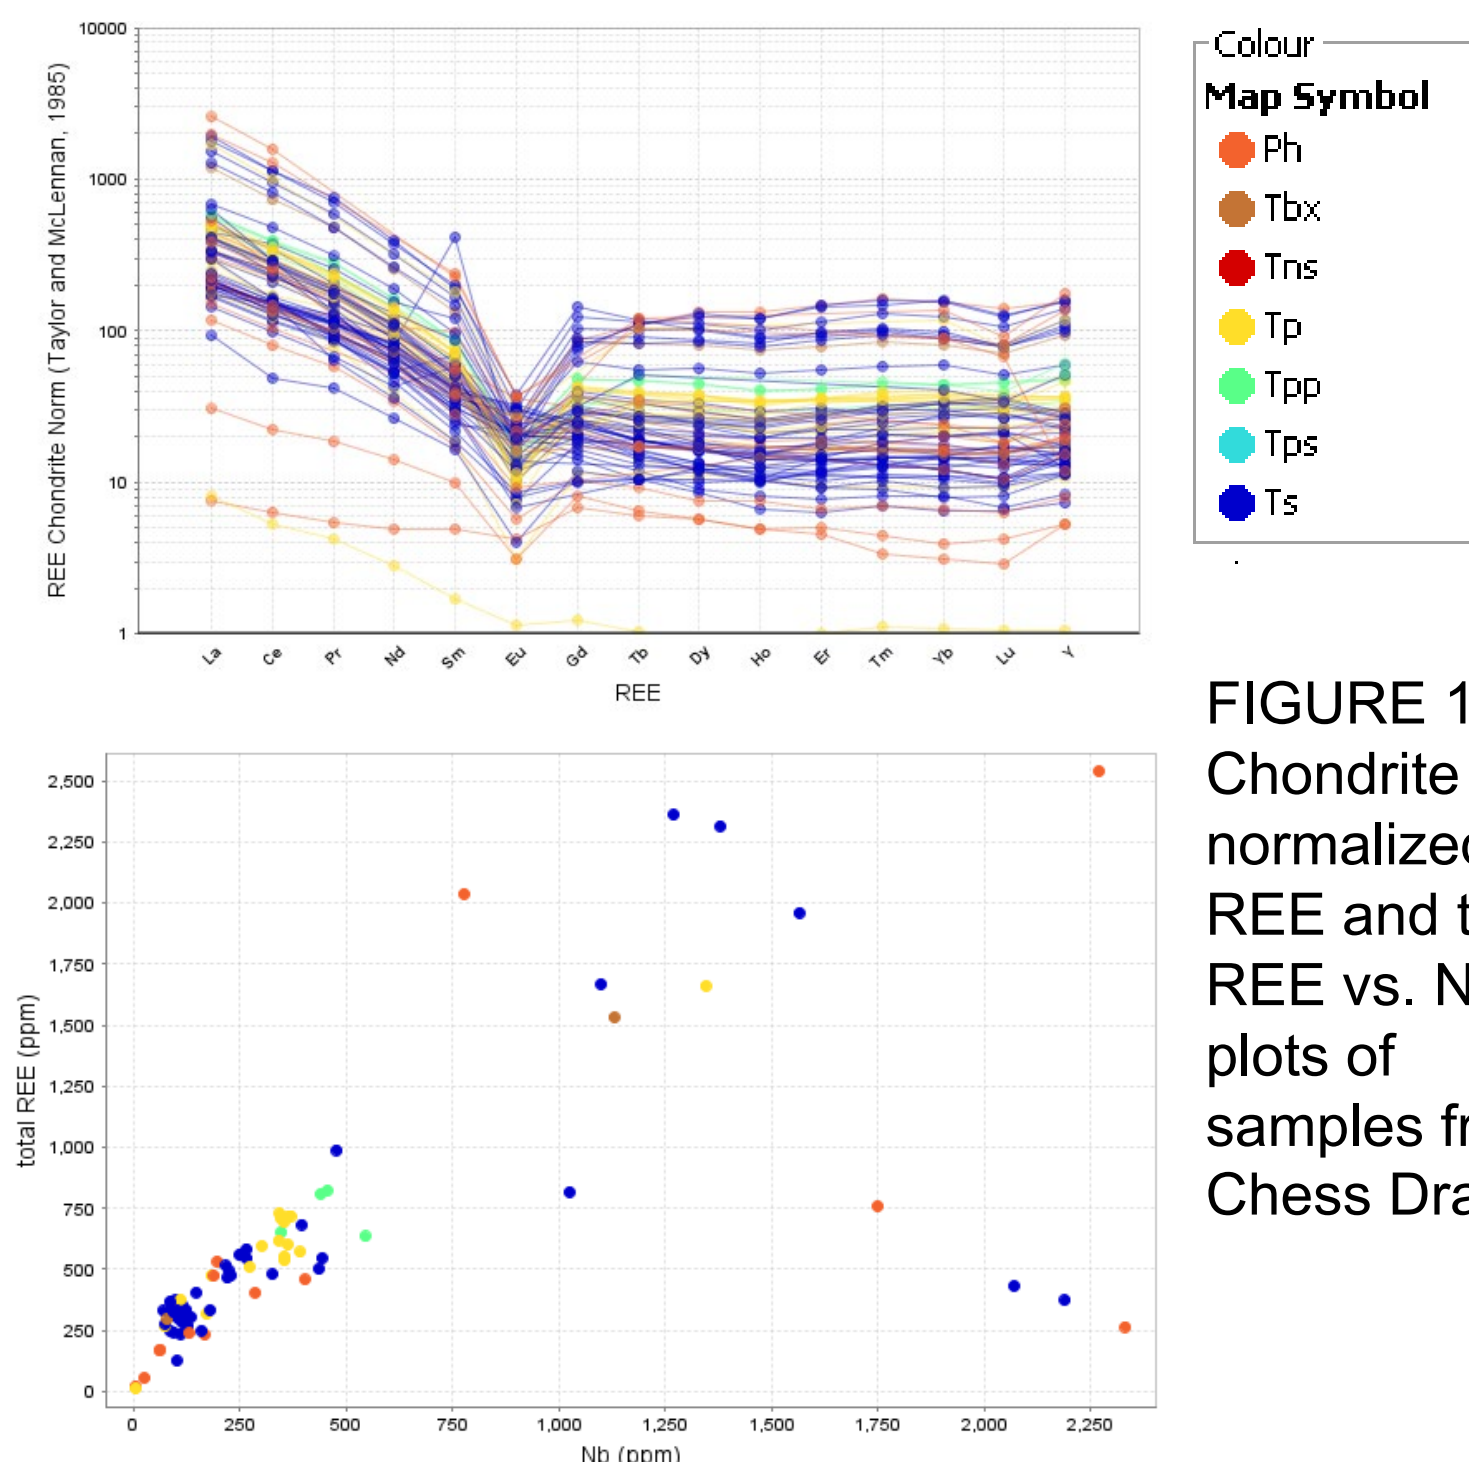 10000
1000
100
10
1
REE Chondrite Norm (Taylor and McLennan, 1985)
La Ce Pr Nd Sm Eu Gd Tb Dy Ho Er Tm Yb Lu Y
REE
Colour
Map Symbol
Ph
Tbx
Tns
Tp
Tpp
Tps
Ts
2,500
2,250
2,000
1,750
1,500
1,250
1,000
750
500
250
0
total REE (ppm)
0 250 500 750 1,000 1,250 1,500 1,750 2,000 2,250
Nb (ppm)
FIGURE 1
Chondrite
normalized
REE and t
REE vs. N
plots of
samples fr
Chess Dra